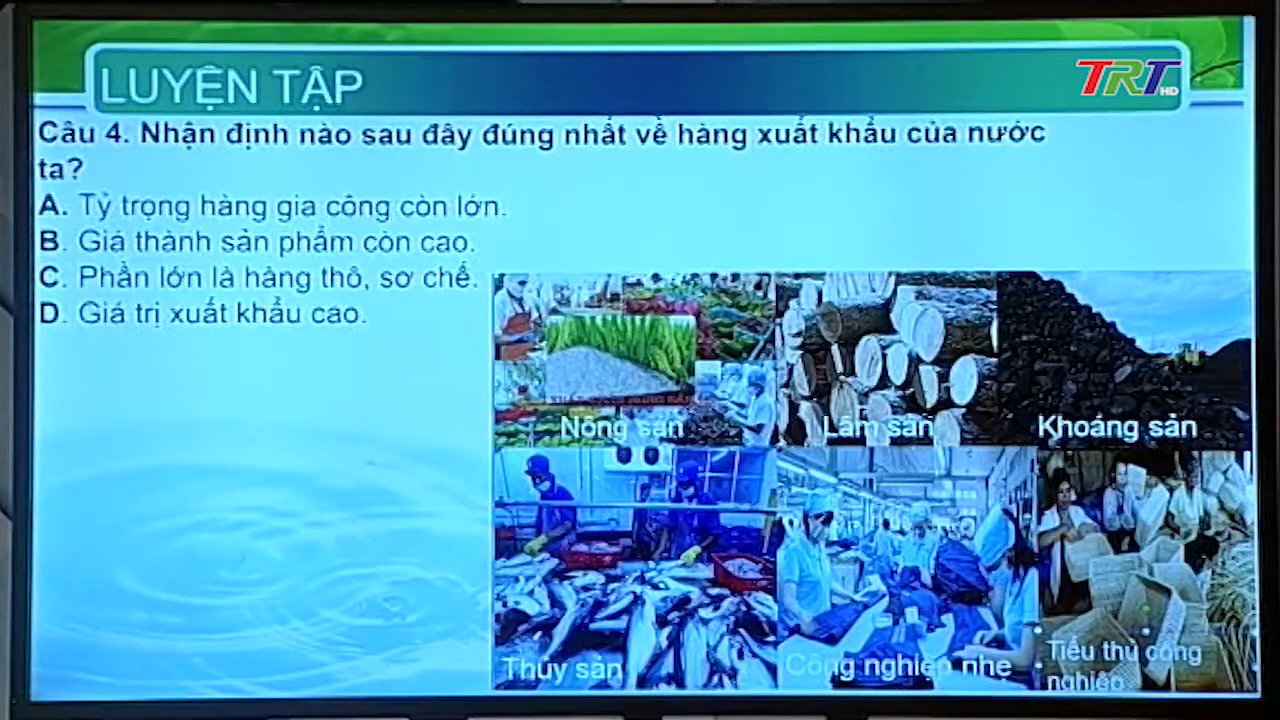 LUYỆN TẬP
TRT HD
Câu 4. Nhận định nào sau đây đúng nhất về hàng xuất khẩu của nước
ta?
A. Tỷ trọng hàng gia công còn lớn.
B. Giá thành sản phẩm còn cao.
C. Phần lớn là hàng thô, sơ chế.
D. Giá trị xuất khẩu cao.
Nông sản
Lâm sản
Khoáng sản
Thủy sản
Công nghiệp nhẹ
Tiểu thủ công
nghiệp